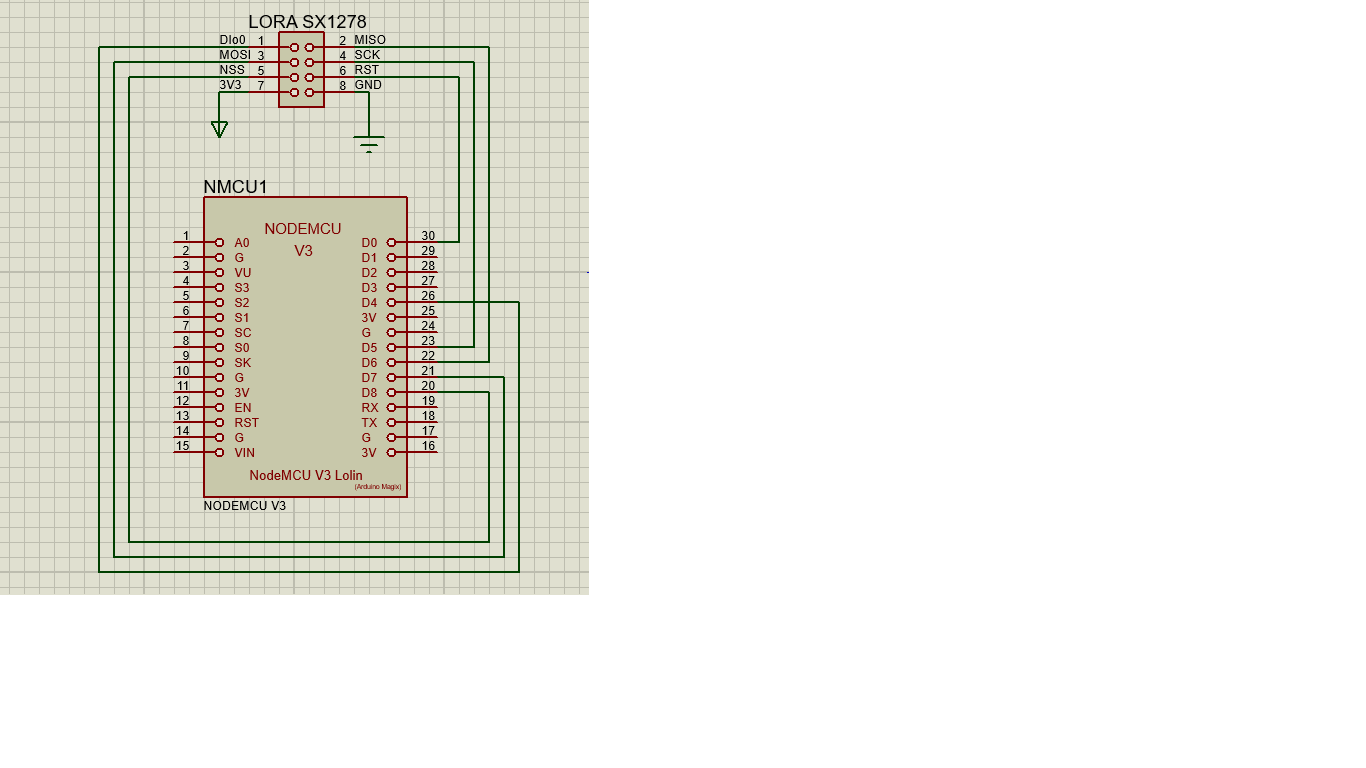 LORA SX1278
DIo0 1 2 MISO
MOSI 3 4 SCK
NSS 5 6 RST
3V3 7 8 GND
NMCU1
NODEMCU
V3
1 A0 D0 30
2 G D1 29
3 VU D2 28
4 S3 D3 27
5 S2 D4 26
6 S1 3V 25
7 SC G 24
8 S0 D5 23
9 SK D6 22
10 G D7 21
11 3V D8 20
12 EN RX 19
13 RST TX 18
14 G G 17
15 VIN 3V 16
NodeMCU V3 Lolin
(Arduino Magix)
NODEMCU V3